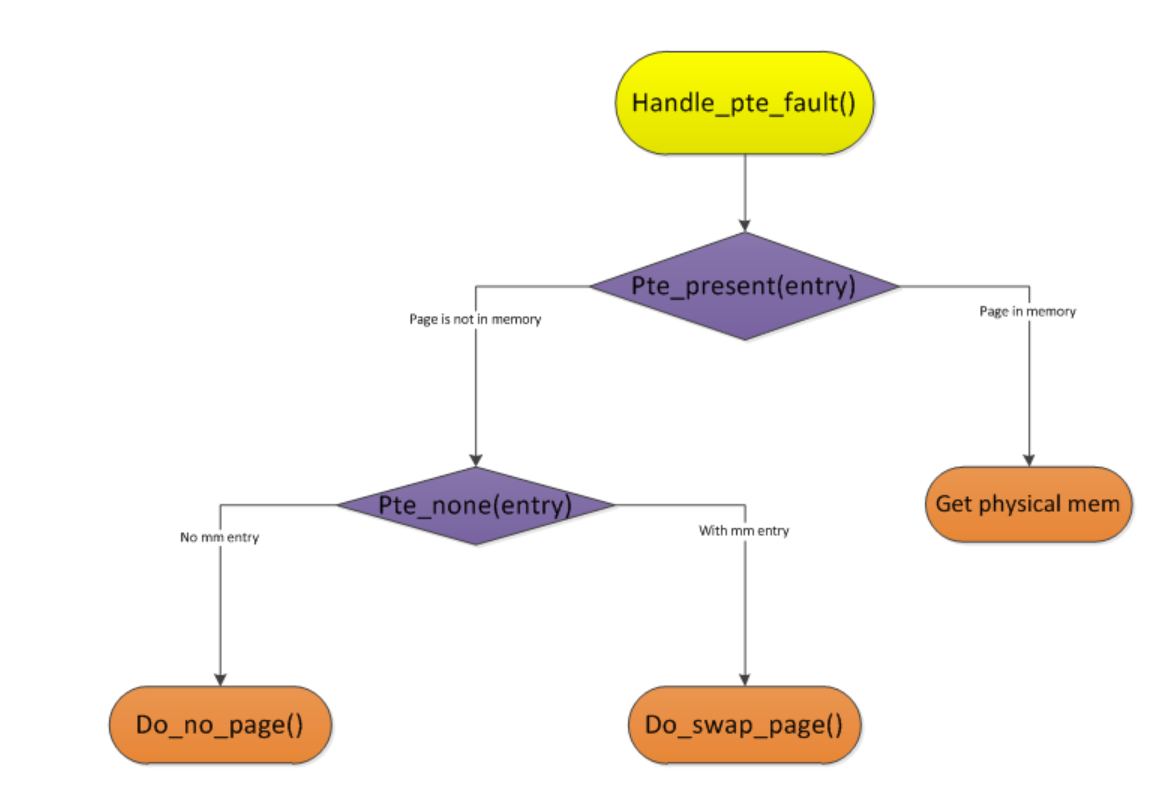 Handle_pte_fault()
Pte_present(entry)
Page is not in memory
Page in memory
Pte_none(entry)
Get physical mem
No mm entry
With mm entry
Do_no_page()
Do_swap_page()